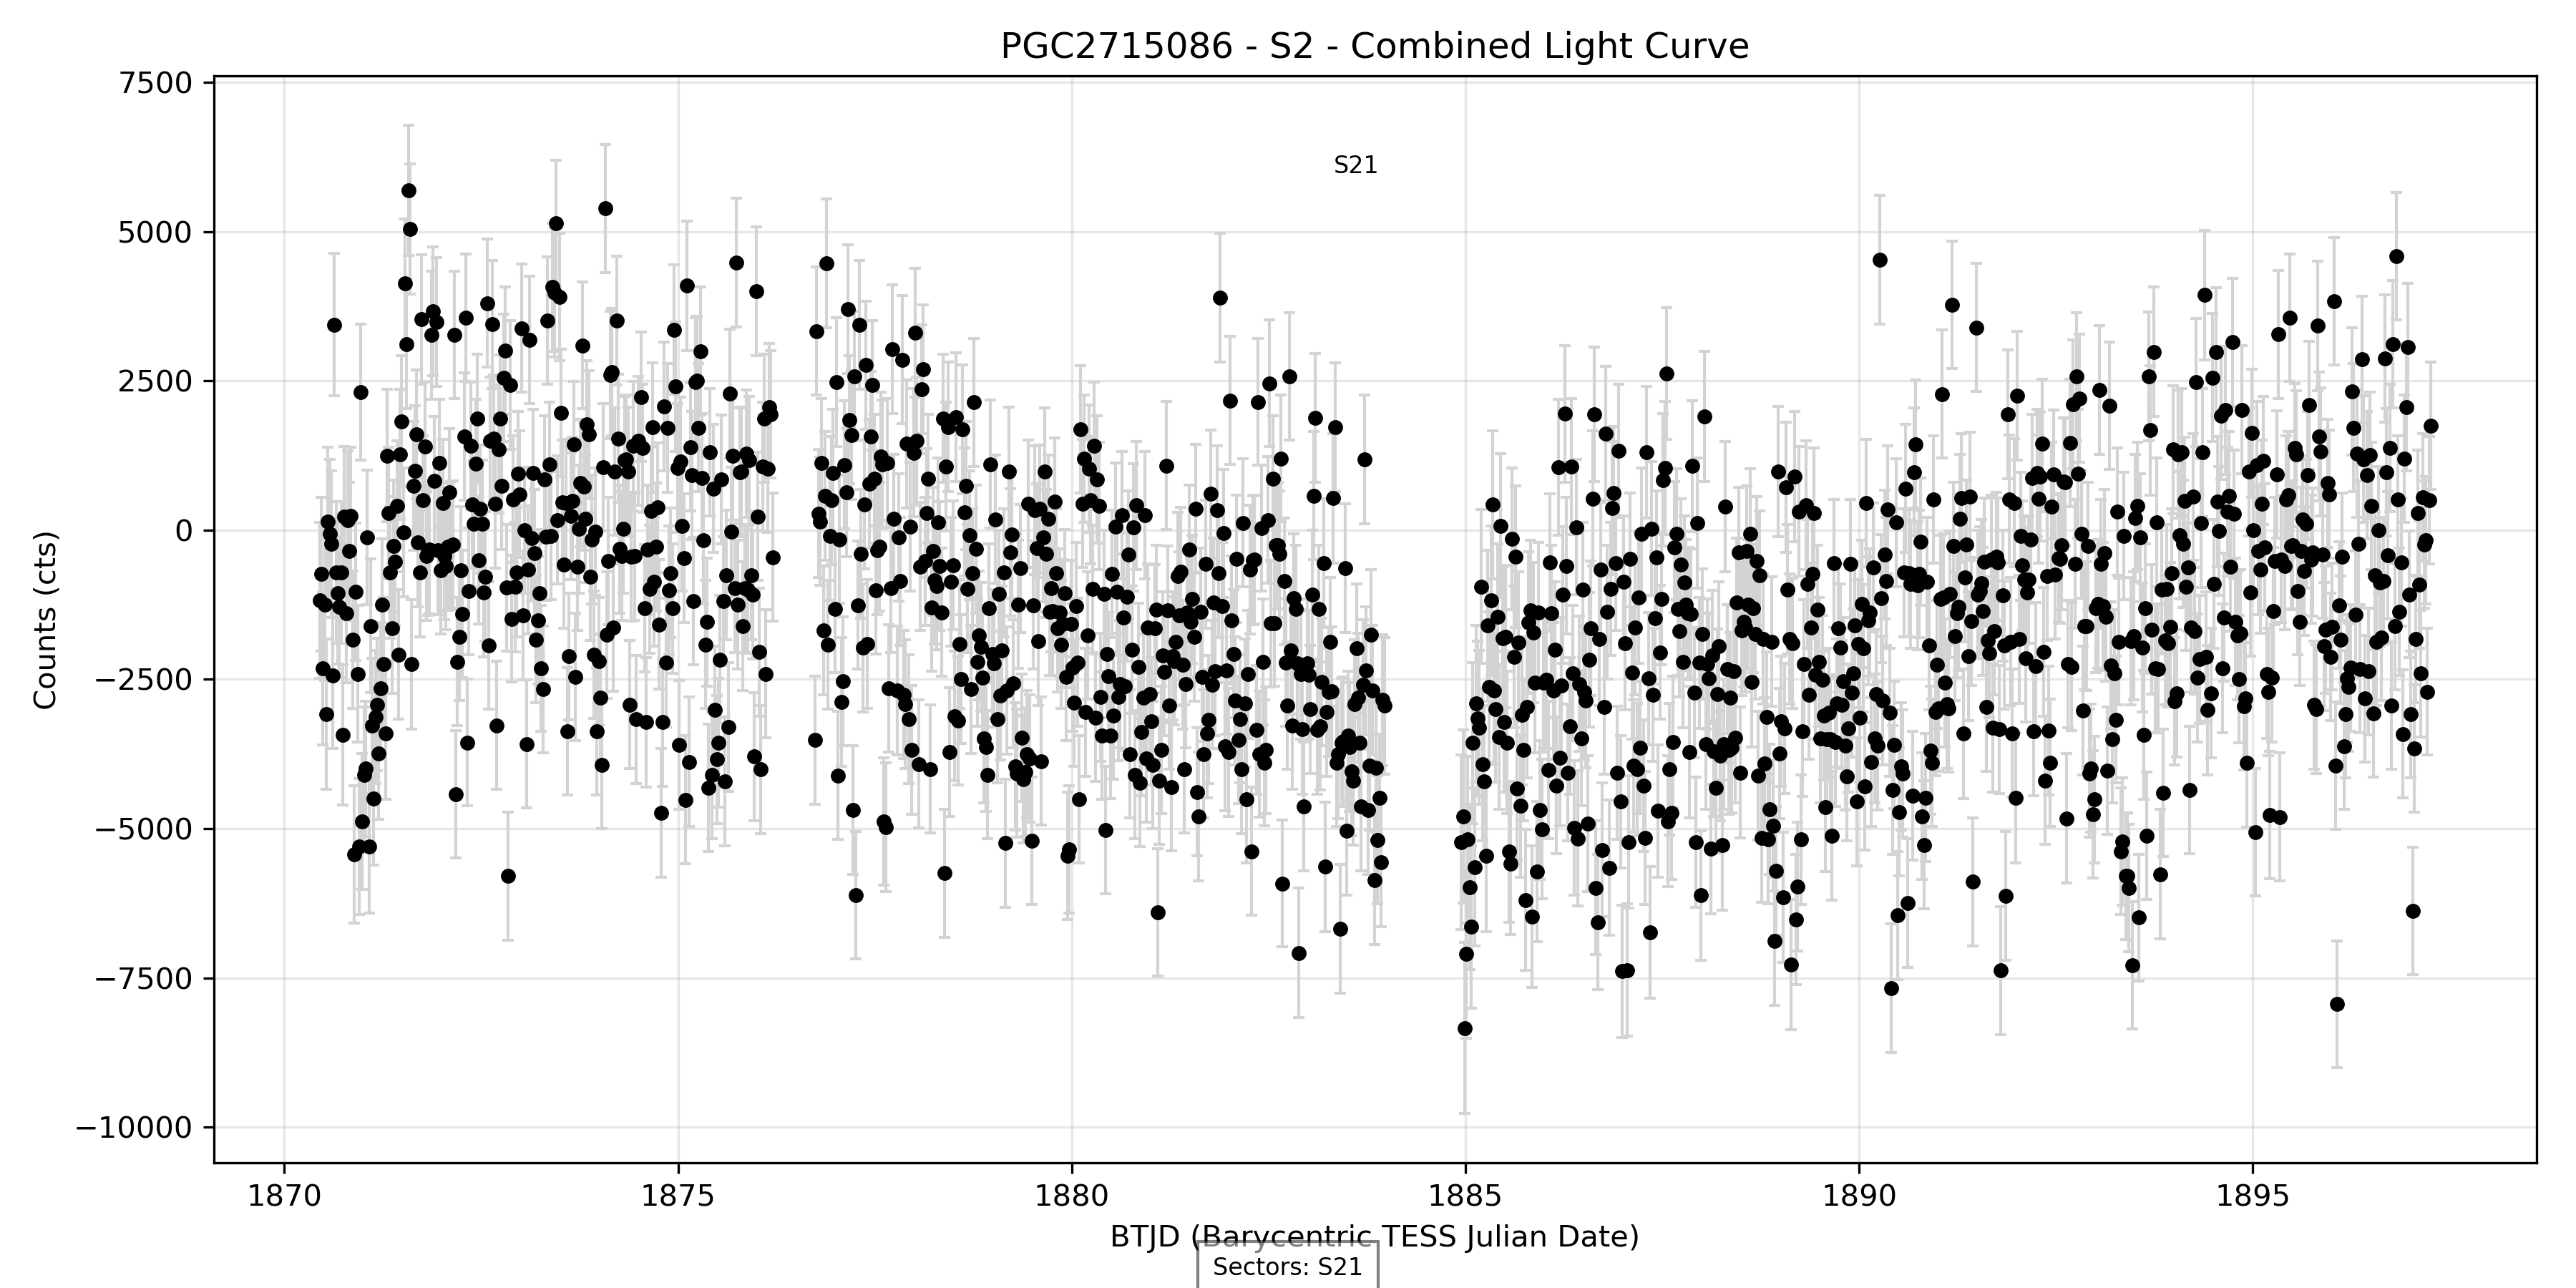 PGC2715086 - S2 - Combined Light Curve
7500
5000
2500
0
−2500
−5000
−7500
−10000
Counts (cts)
S21
1870
1875
1880
1885
1890
1895
BTJD (Barycentric TESS Julian Date)
Sectors: S21